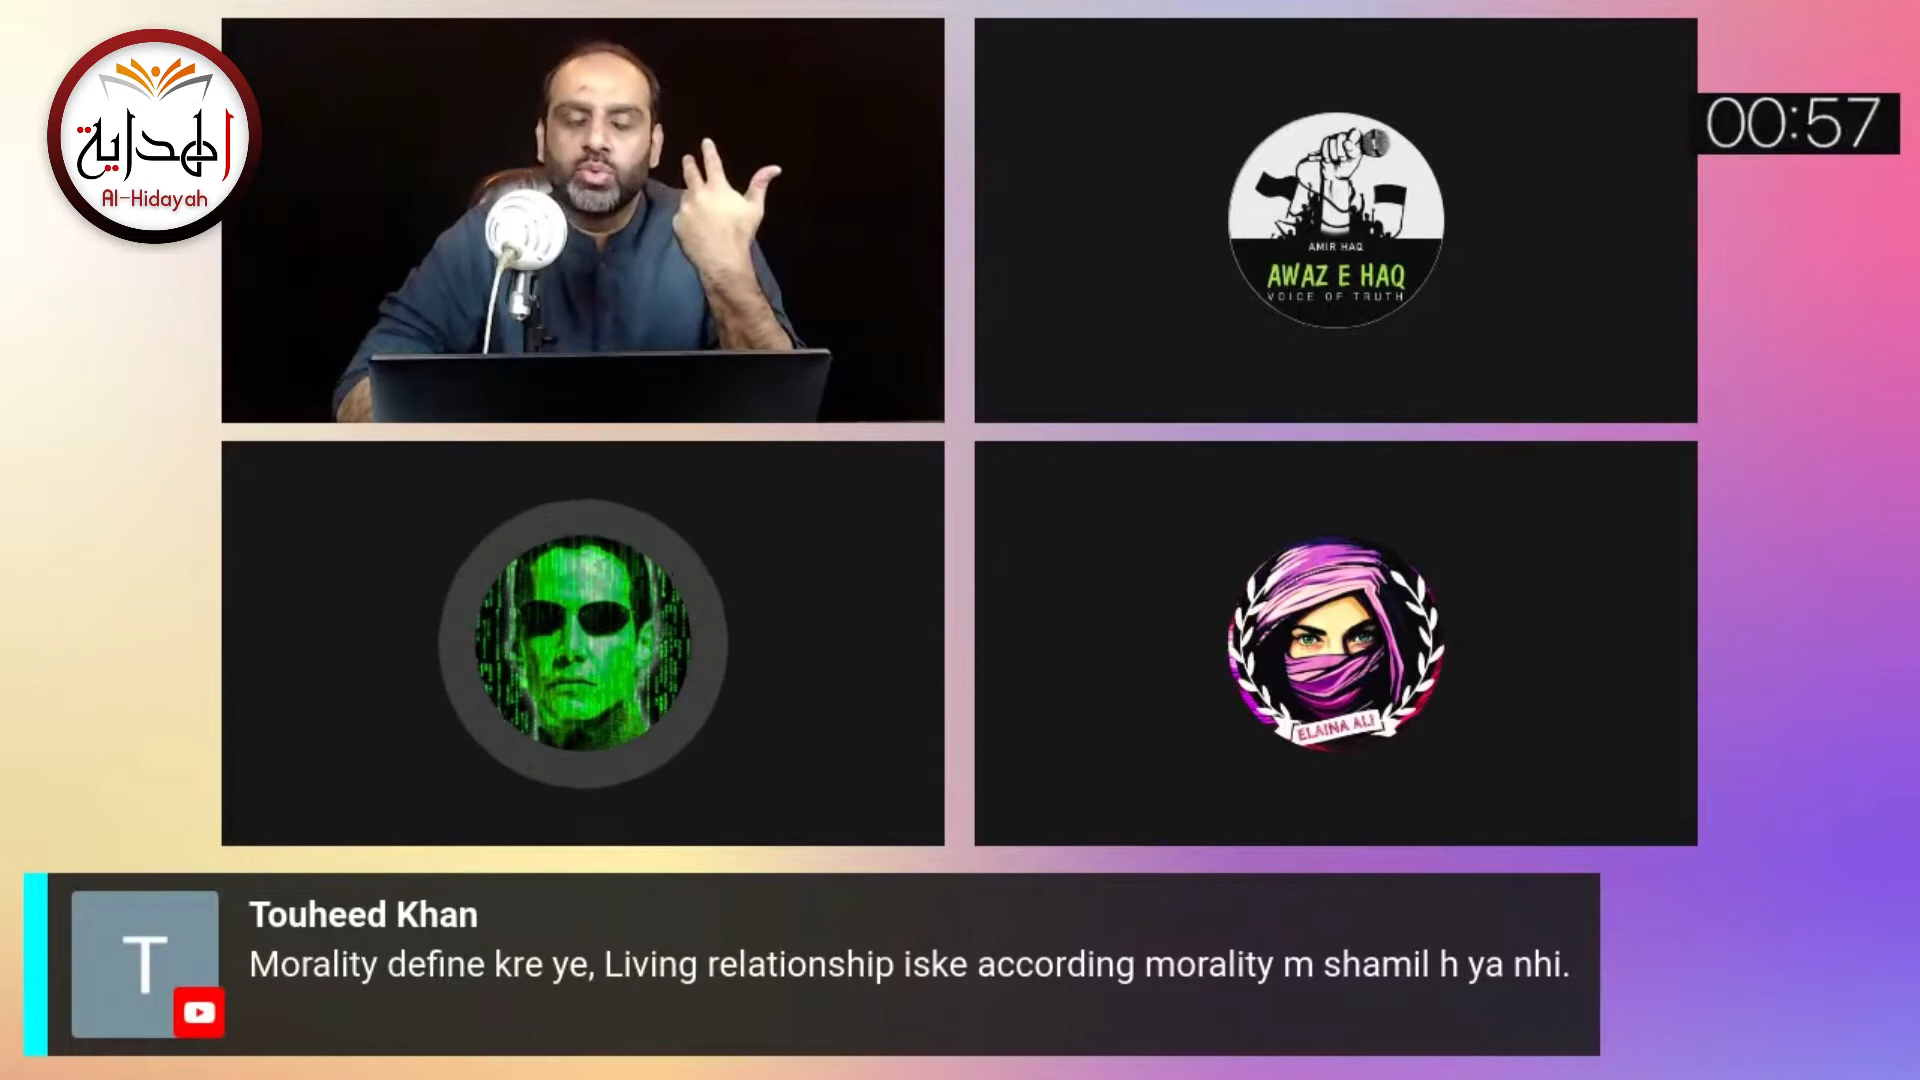 الهداية
Al-Hidayah
00:57
AMIR HAQ
AWAZ E HAQ
VOICE OF TRUTH
ELAINA ALI
T
Touheed Khan
Morality define kre ye, Living relationship iske according morality m shamil h ya nhi.